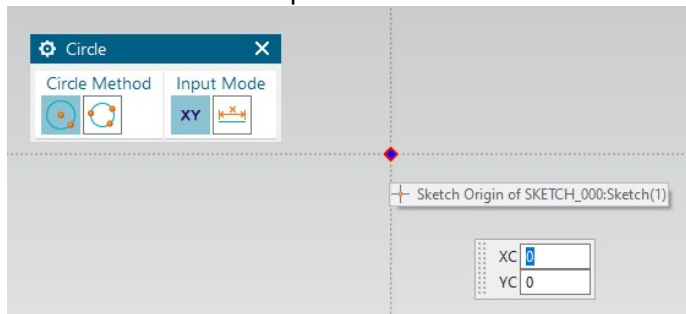 Circle
Circle Method Input Mode
XY
Sketch Origin of SKETCH_000:Sketch(1)
XC 0
YC 0